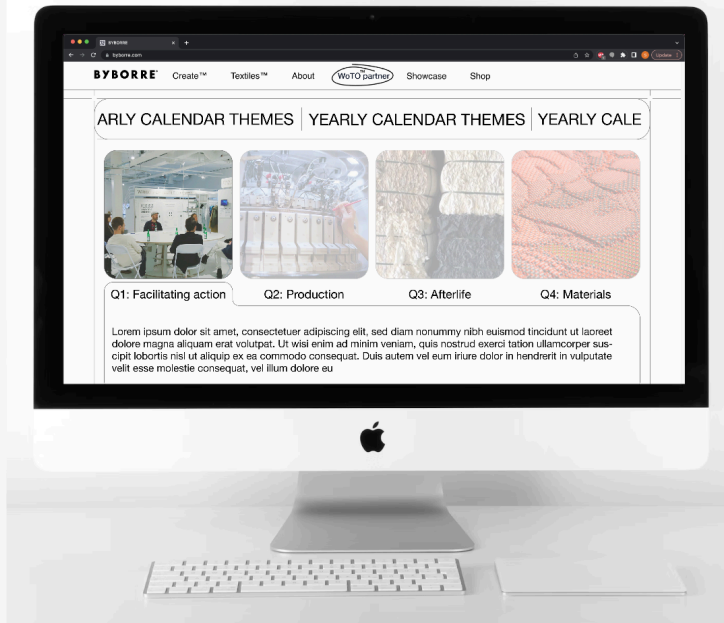 BYBORRE
byborre.com
Update
BYBORRE® Create™ Textiles™ About WoTO™ partner Showcase Shop
ARLY CALENDAR THEMES | YEARLY CALENDAR THEMES | YEARLY CALE
Q1: Facilitating action Q2: Production Q3: Afterlife Q4: Materials
Lorem ipsum dolor sit amet, consectetuer adipiscing elit, sed diam nonummy nibh euismod tincidunt ut laoreet
dolore magna aliquam erat volutpat. Ut wisi enim ad minim veniam, quis nostrud exerci tation ullamcorper sus-
cipit lobortis nisl ut aliquip ex ea commodo consequat. Duis autem vel eum iriure dolor in hendrerit in vulputate
velit esse molestie consequat, vel illum dolore eu